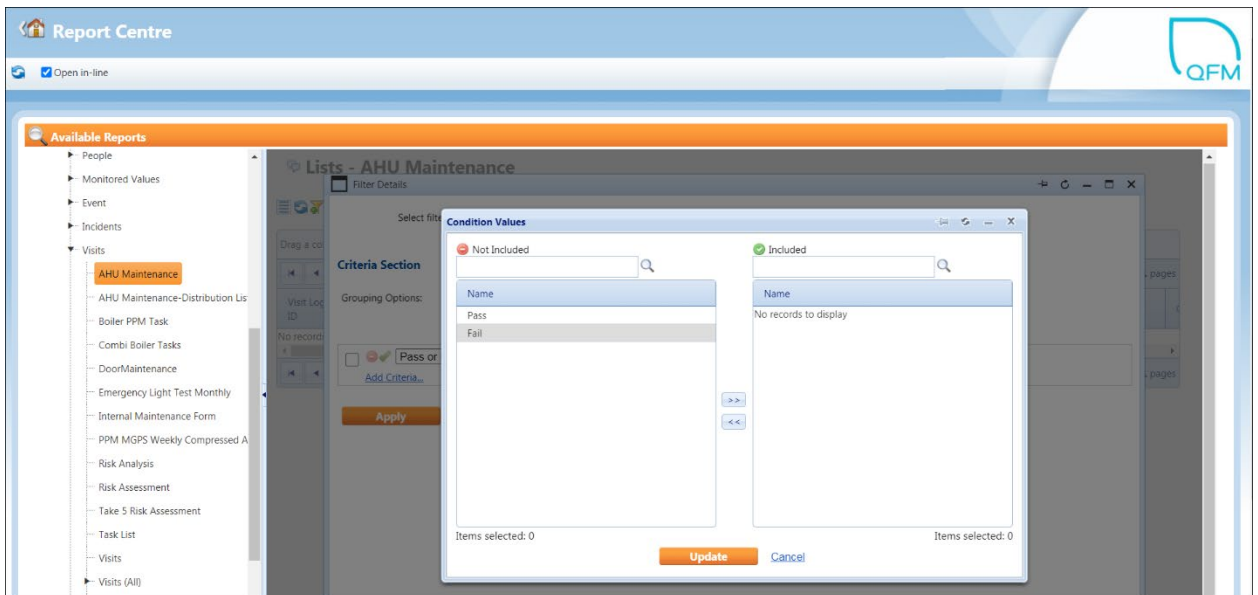 Report Centre
Open in-line
QFM
Available Reports
People
Monitored Values
Event
Incidents
Visits
AHU Maintenance
AHU Maintenance-Distribution Lis
Boiler PPM Task
Combi Boiler Tasks
DoorMaintenance
Emergency Light Test Monthly
Internal Maintenance Form
PPM MGPS Weekly Compressed A
Risk Analysis
Risk Assessment
Take 5 Risk Assessment
Task List
Visits
Visits (All)
Lists - AHU Maintenance
Filter Details
Select filte
Drag a co
Criteria Section
pages
Visit Log
ID
Grouping Options:
No record
Pass or
Add Criteria...
pages
Apply
Condition Values
Not Included
Included
Name
Name
Pass
No records to display
Fail
>>
<<
Items selected: 0
Items selected: 0
Update
Cancel